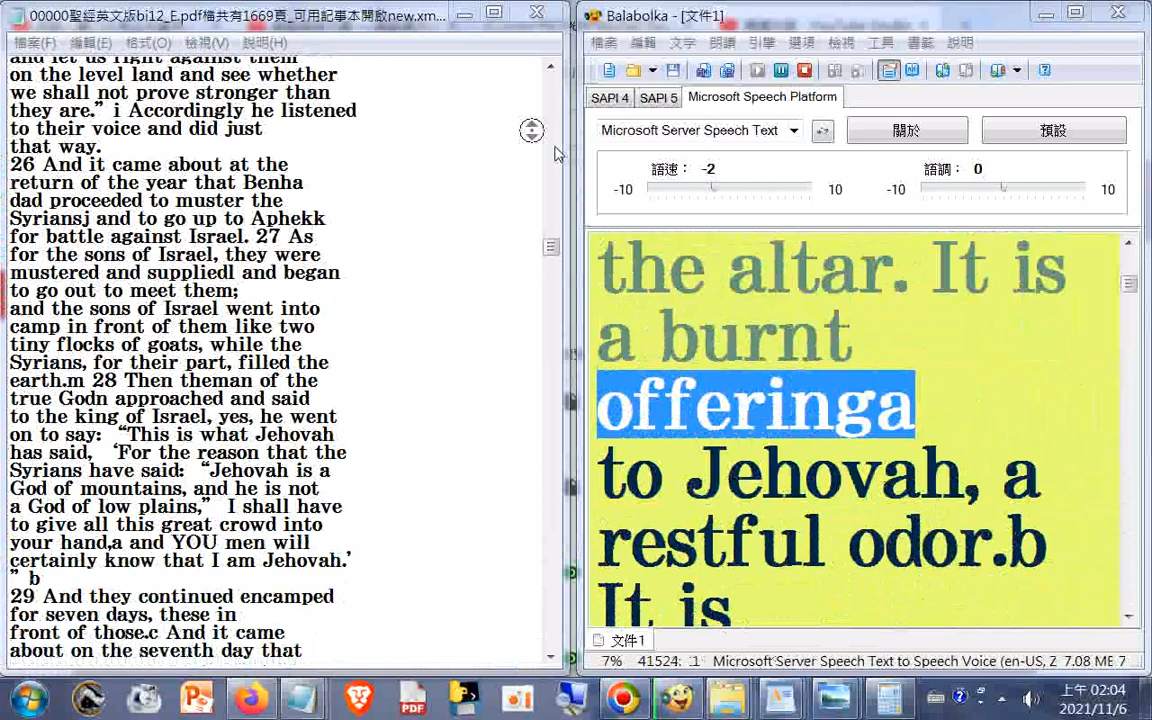 00000聖經英文版bi12_E.pdf檔共有1669頁_可用記事本開啟new.xm...
檔案(F) 編輯(E) 格式(O) 檢視(V) 說明(H)
and let us fight against them
on the level land and see whether
we shall not prove stronger than
they are.” i Accordingly he listened
to their voice and did just
that way.
26 And it came about at the
return of the year that Benha
dad proceeded to muster the
Syriansj and to go up to Aphekk
for battle against Israel. 27 As
for the sons of Israel, they were
mustered and suppliedl and began
to go out to meet them;
and the sons of Israel went into
camp in front of them like two
tiny flocks of goats, while the
Syrians, for their part, filled the
earth.m 28 Then theman of the
true Godn approached and said
to the king of Israel, yes, he went
on to say: “This is what Jehovah
has said, ‘For the reason that the
Syrians have said: “Jehovah is a
God of mountains, and he is not
a God of low plains,” I shall have
to give all this great crowd into
your hand,a and YOU men will
certainly know that I am Jehovah.’
” b
29 And they continued encamped
for seven days, these in
front of those.c And it came
about on the seventh day that
Balabolka - [文件1]
檔案 編輯 文字 朗讀 引擎 選項 檢視 工具 書籤 說明
SAPI 4 SAPI 5 Microsoft Speech Platform
Microsoft Server Speech Text 關於 預設
語速： -2 語調： 0
-10 10 -10 10
the altar. It is
a burnt
offeringa
to Jehovah, a
restful odor.b
It is
文件1
7% 41524: Microsoft Server Speech Text to Speech Voice (en-US, Z 7.08 ME 7
PDF
上午 02:04
2021/11/6